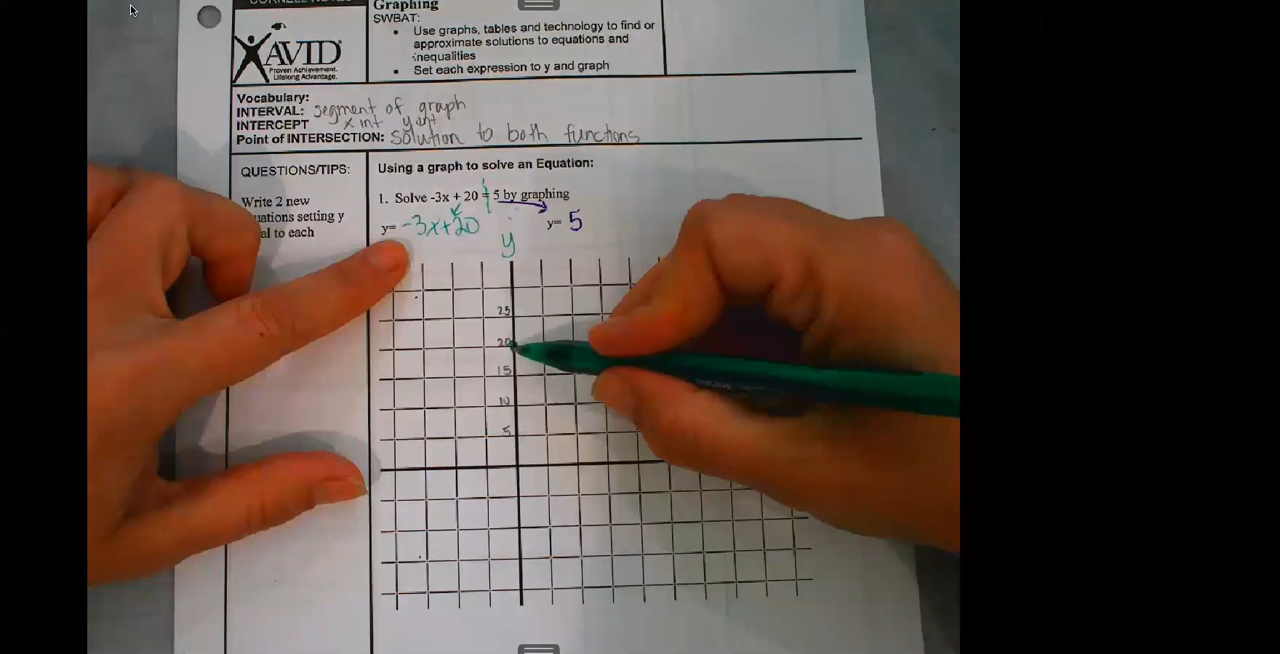 Graphing
SWBAT:
AVID
Proven Achievement.
Lifelong Advantage.
• Use graphs, tables and technology to find or
approximate solutions to equations and
inequalities
• Set each expression to y and graph
Vocabulary:
INTERVAL: segment of graph
INTERCEPT x int y int
Point of INTERSECTION: solution to both functions
QUESTIONS/TIPS:
Write 2 new
uations setting y
al to each
Using a graph to solve an Equation:
1. Solve -3x + 20 = 5 by graphing
y= -3x+20 y= 5
y
25
20
15
10
5